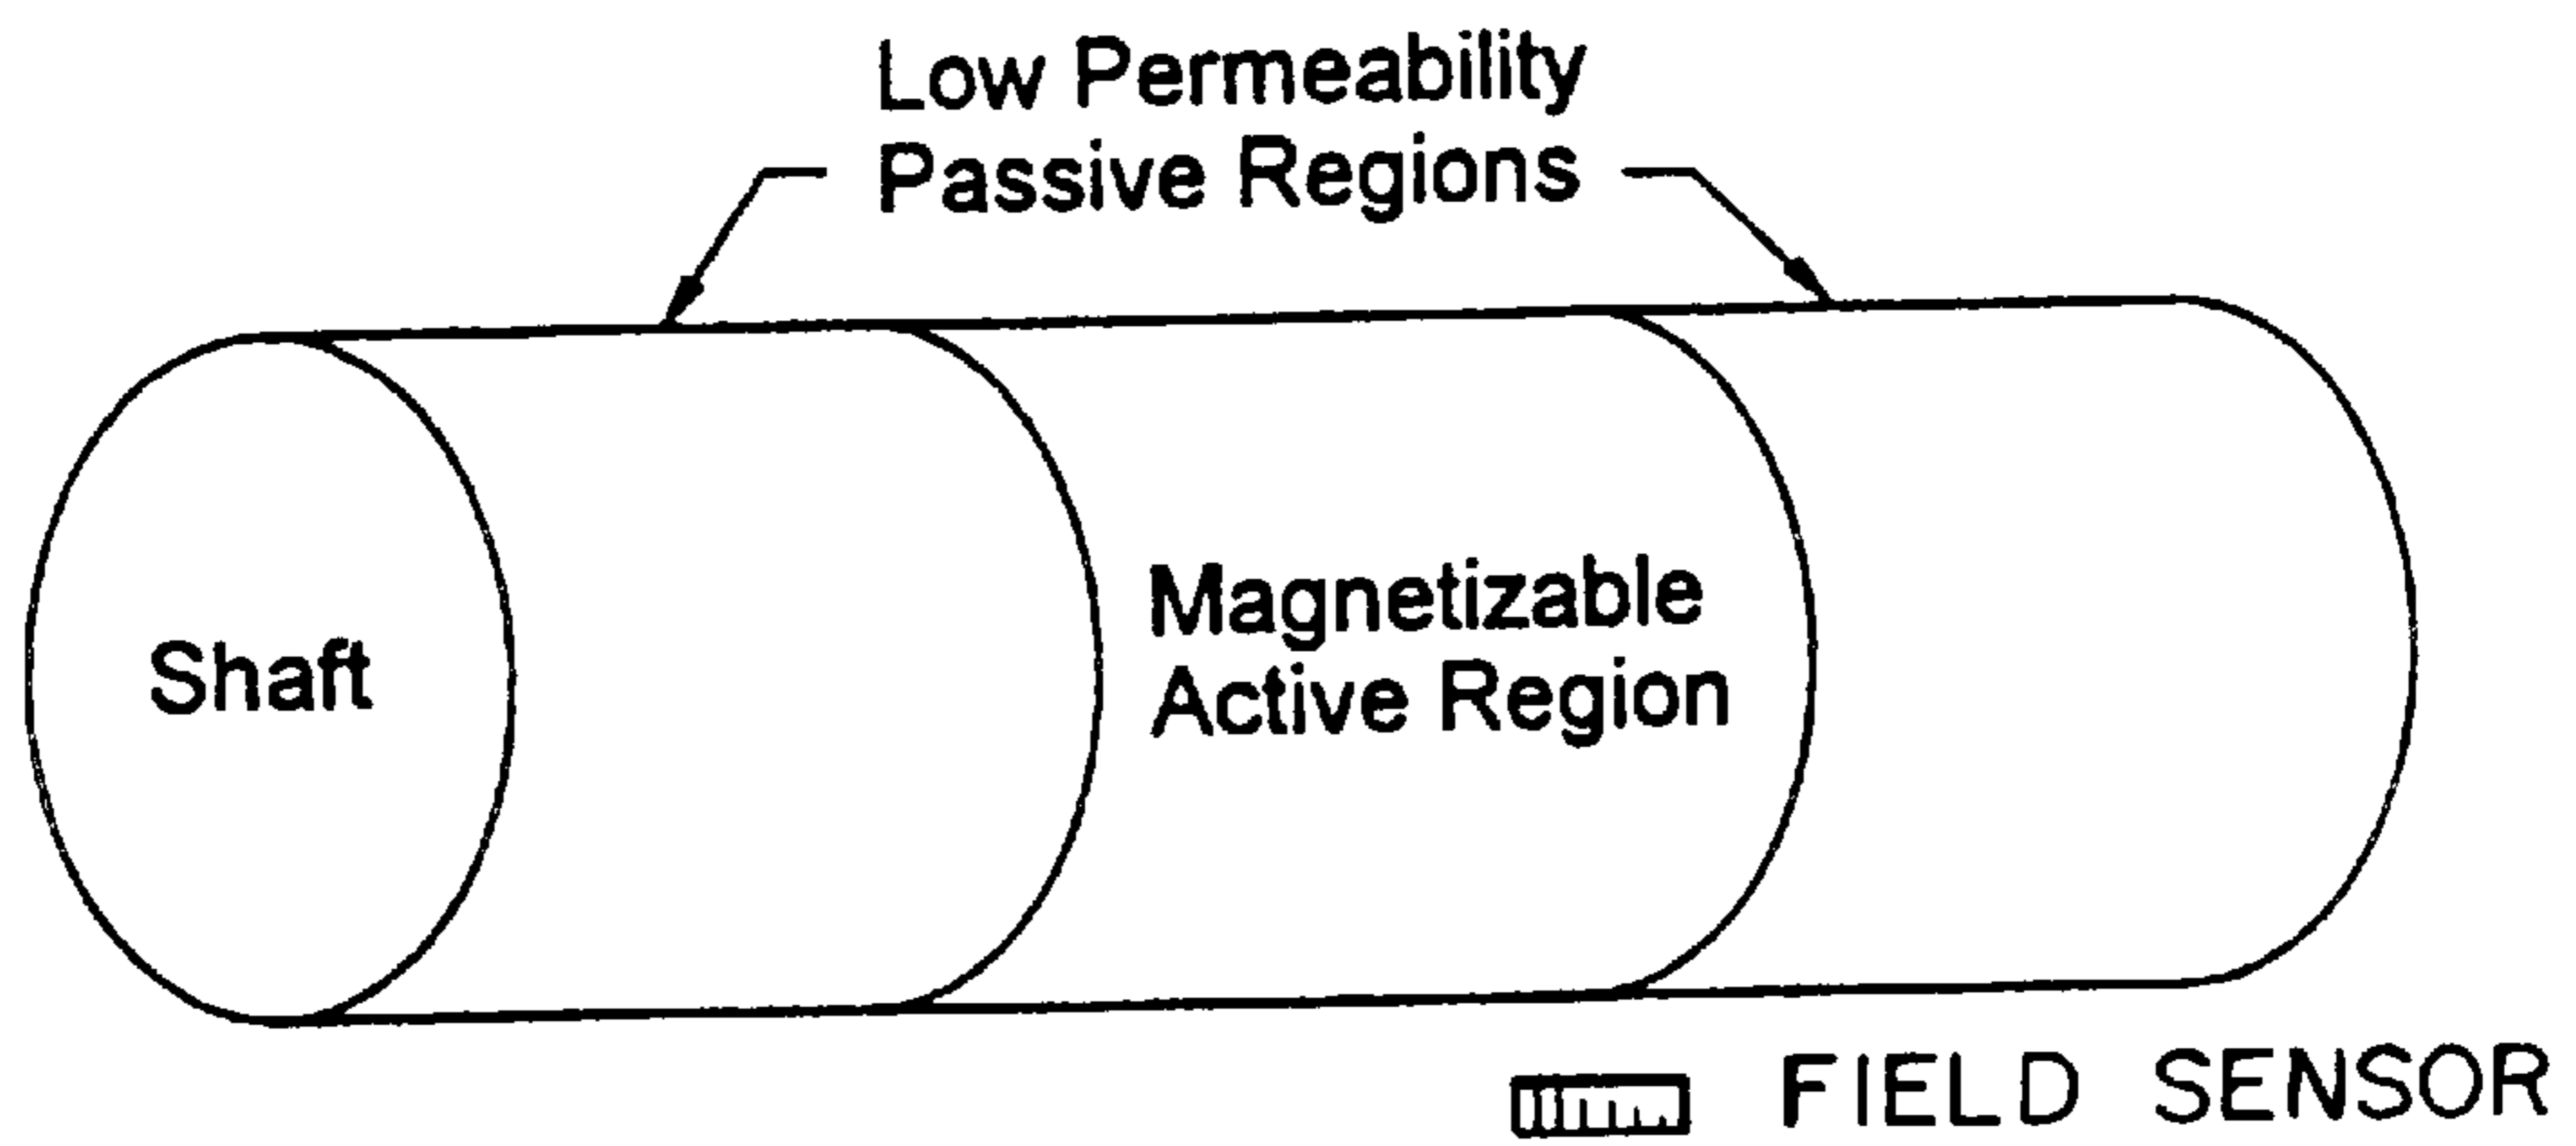 Low Permeability
Passive Regions
Shaft
Magnetizable
Active Region
FIELD SENSOR